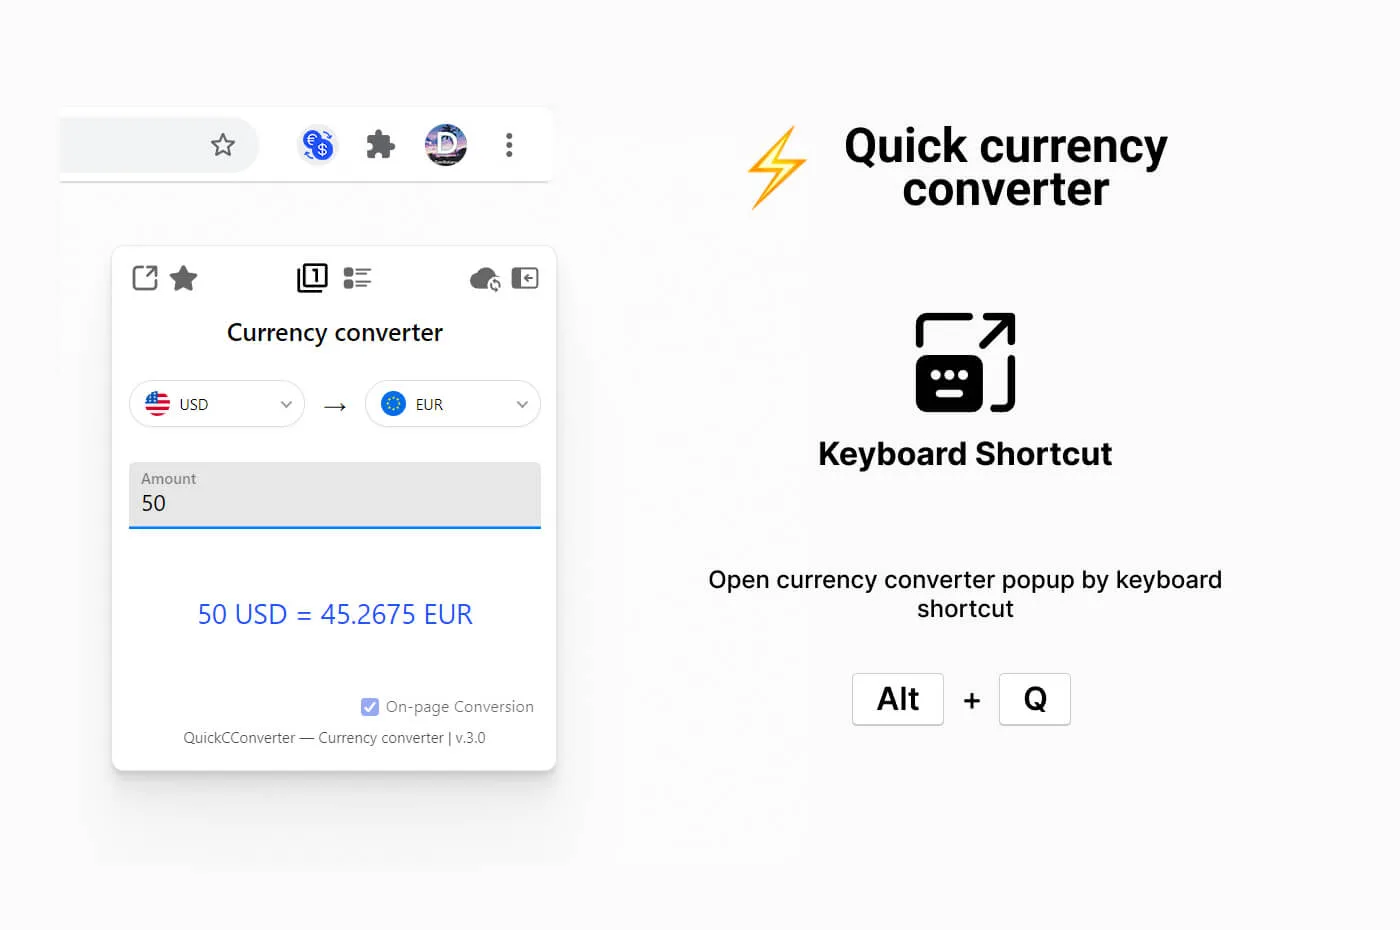 D
1
Currency converter
USD → EUR
Amount
50
50 USD = 45.2675 EUR
On-page Conversion
QuickCConverter — Currency converter | v.3.0
Quick currency
converter
Keyboard Shortcut
Open currency converter popup by keyboard
shortcut
Alt + Q